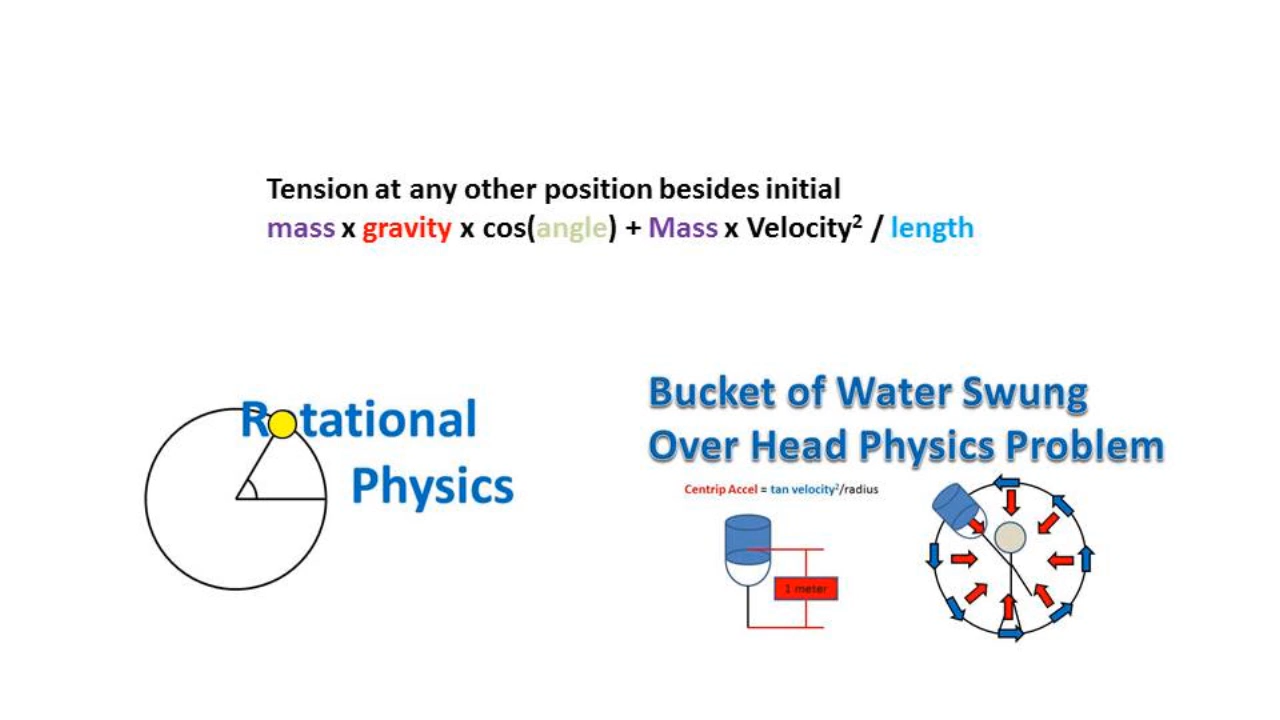 Tension at any other position besides initial
mass x gravity x cos(angle) + Mass x Velocity² / length
Rotational
Physics
Bucket of Water Swung
Over Head Physics Problem
Centrip Accel = tan velocity²/radius
1 meter